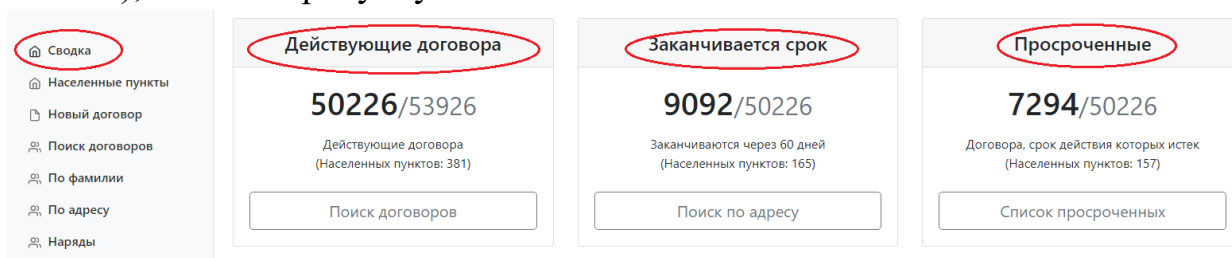 Сводка
Населенные пункты
Новый договор
Поиск договоров
По фамилии
По адресу
Наряды
Действующие договора
50226/53926
Действующие договора
(Населенных пунктов: 381)
Поиск договоров
Заканчивается срок
9092/50226
Заканчиваются через 60 дней
(Населенных пунктов: 165)
Поиск по адресу
Просроченные
7294/50226
Договора, срок действия которых истек
(Населенных пунктов: 157)
Список просроченных